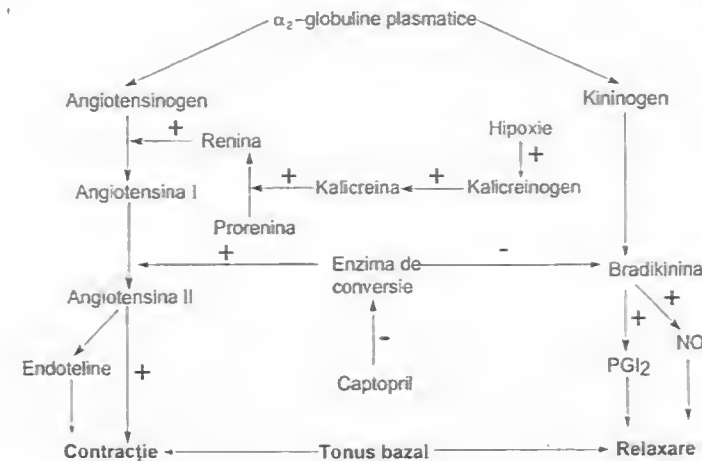 α₂-globuline plasmatice
Angiotensinogen
Kininogen
+
Renina
Hipoxie
+
Angiotensina I
+
Kalicreina
+
Kalicreinogen
Prorenina
+
Enzima de
conversie
-
Bradikinina
Angiotensina II
+
+
-
NO
Endoteline
+
Captopril
PGI₂
Contracție
Tonus bazal
Relaxare